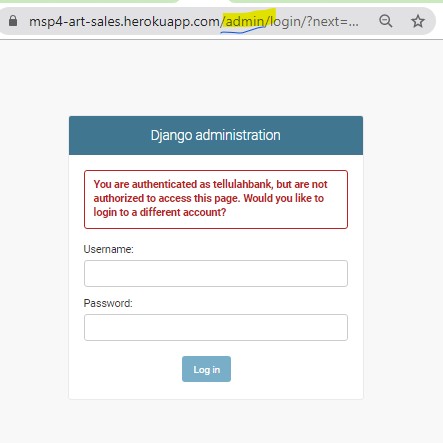 msp4-art-sales.herokuapp.com/admin/login/?next=...
Django administration
You are authenticated as tellulahbank, but are not
authorized to access this page. Would you like to
login to a different account?
Username:
Password:
Log in